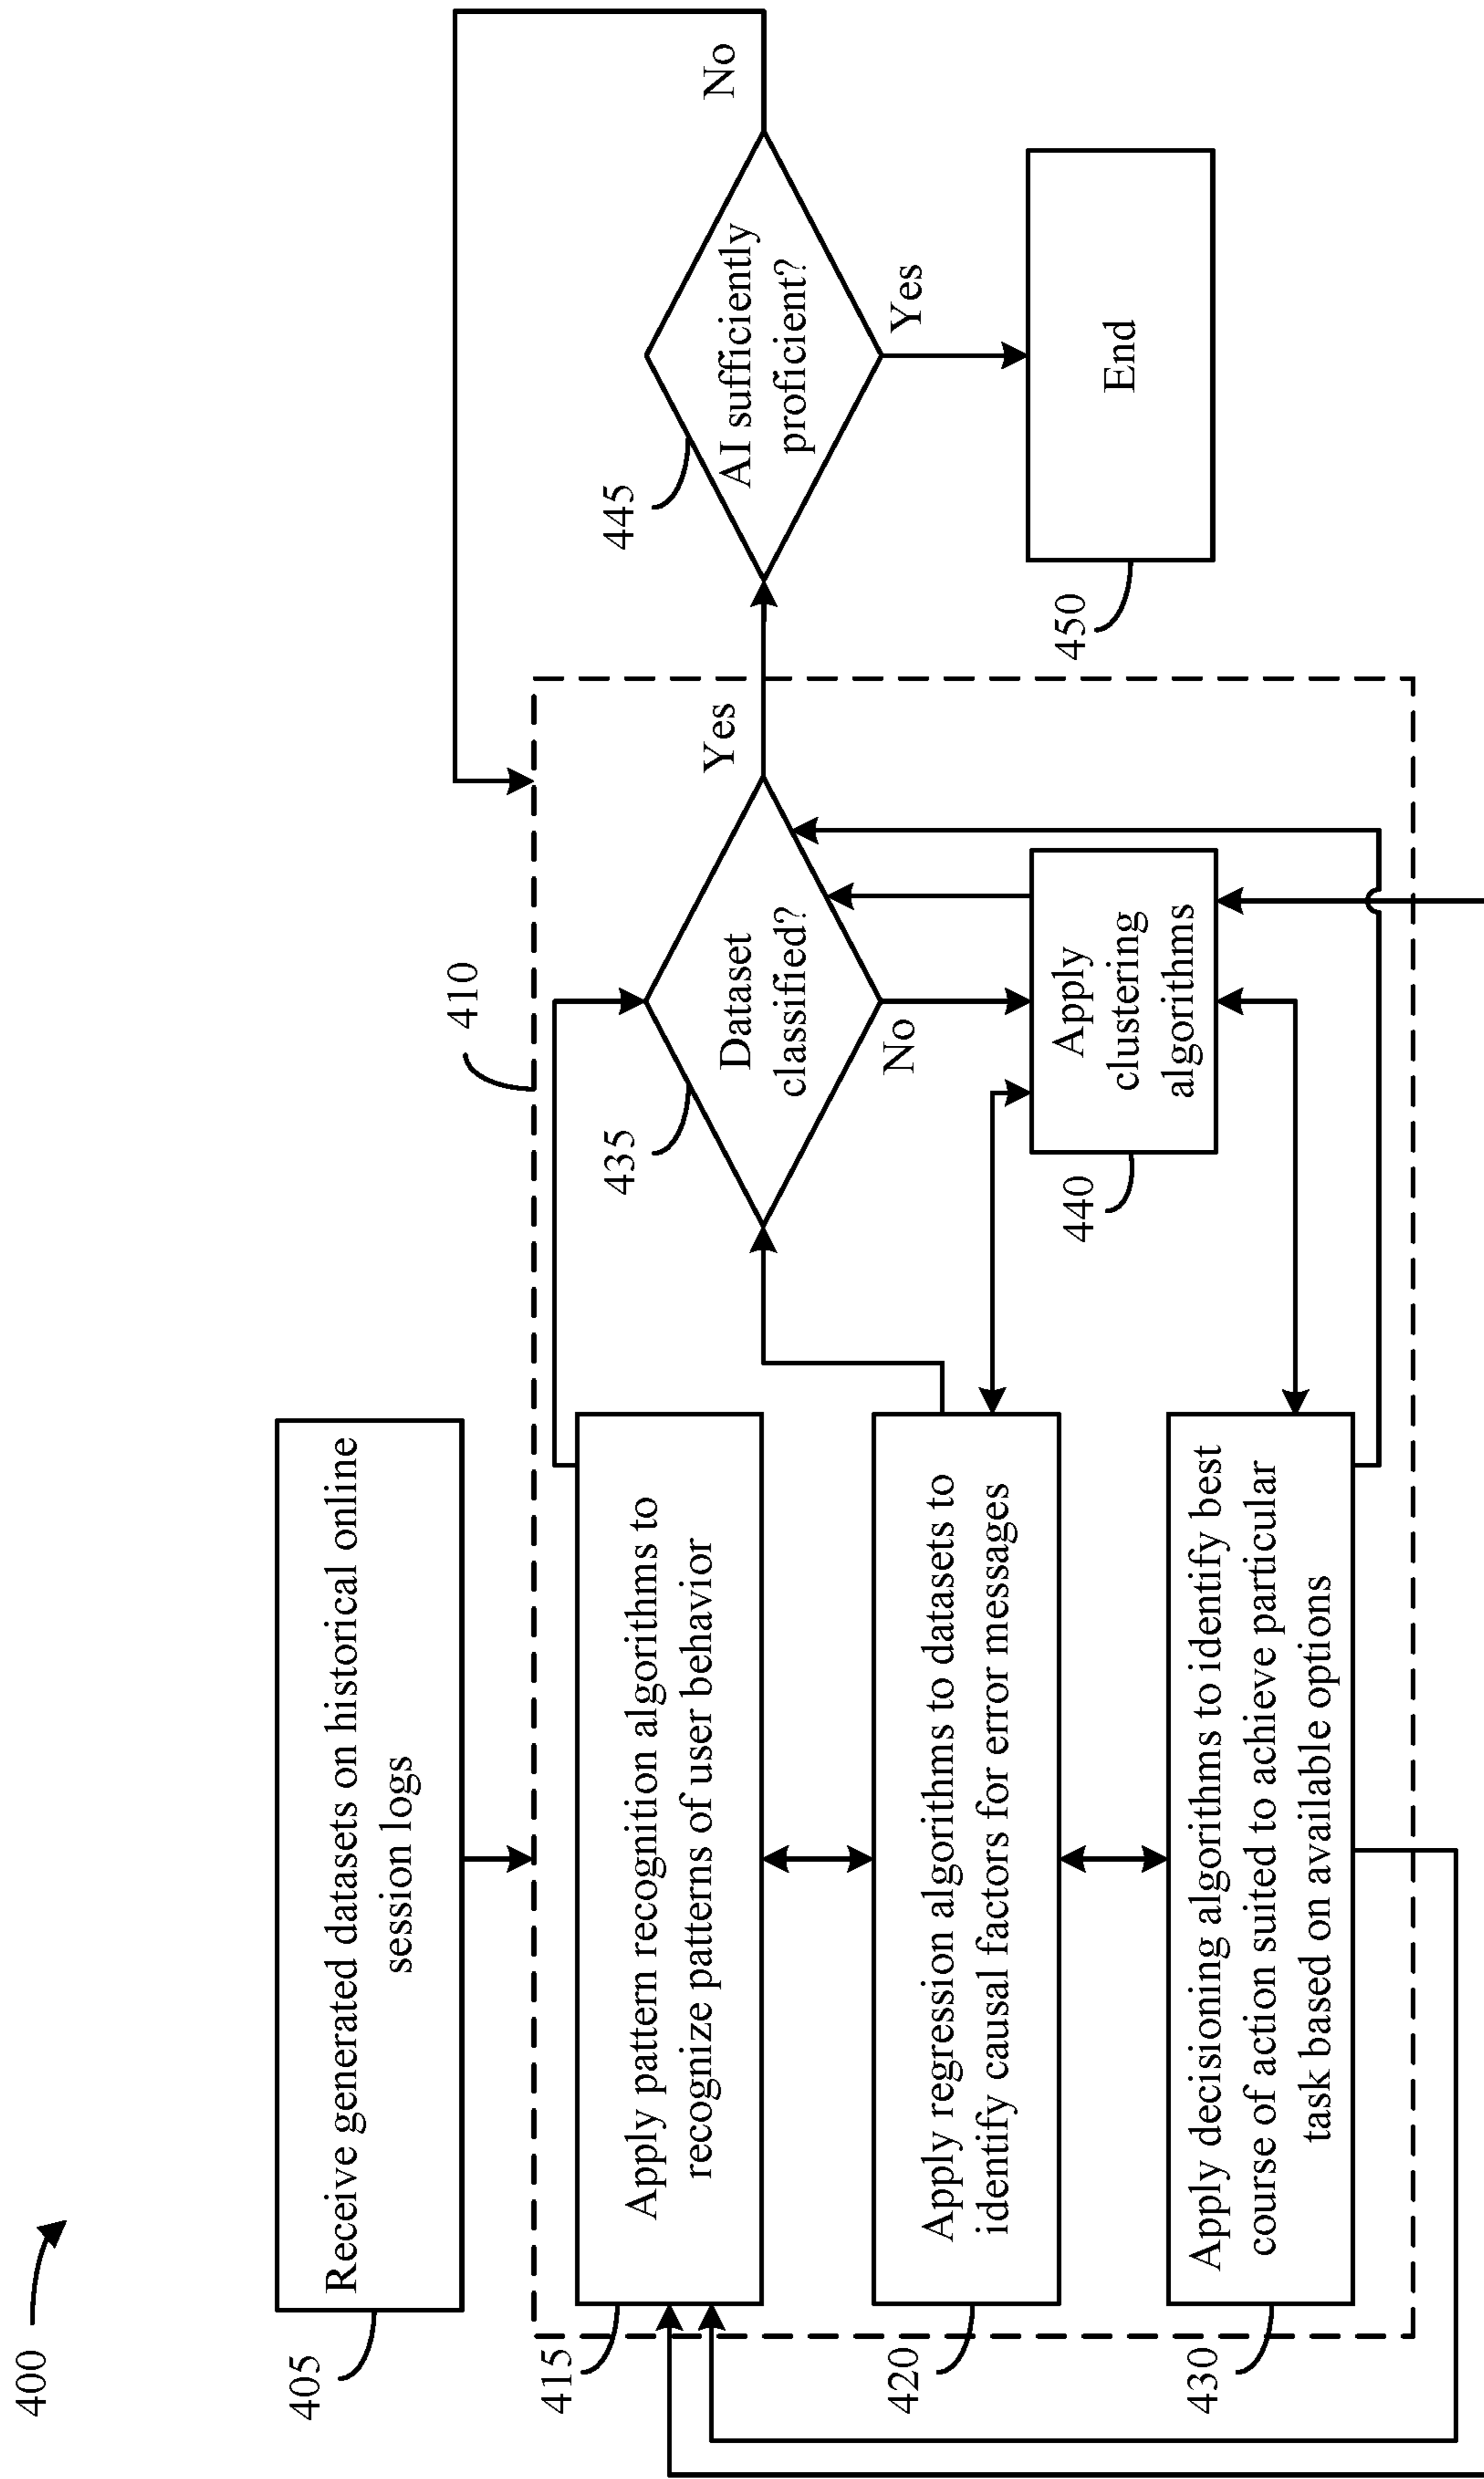 400
405
Receive generated datasets on historical online
session logs
410
415
Apply pattern recognition algorithms to
recognize patterns of user behavior
420
Apply regression algorithms to datasets to
identify causal factors for error messages
430
Apply decisioning algorithms to identify best
course of action suited to achieve particular
task based on available options
435
Dataset
classified?
Yes
No
440
Apply
clustering
algorithms
445
AI sufficiently
proficient?
No
Yes
450
End